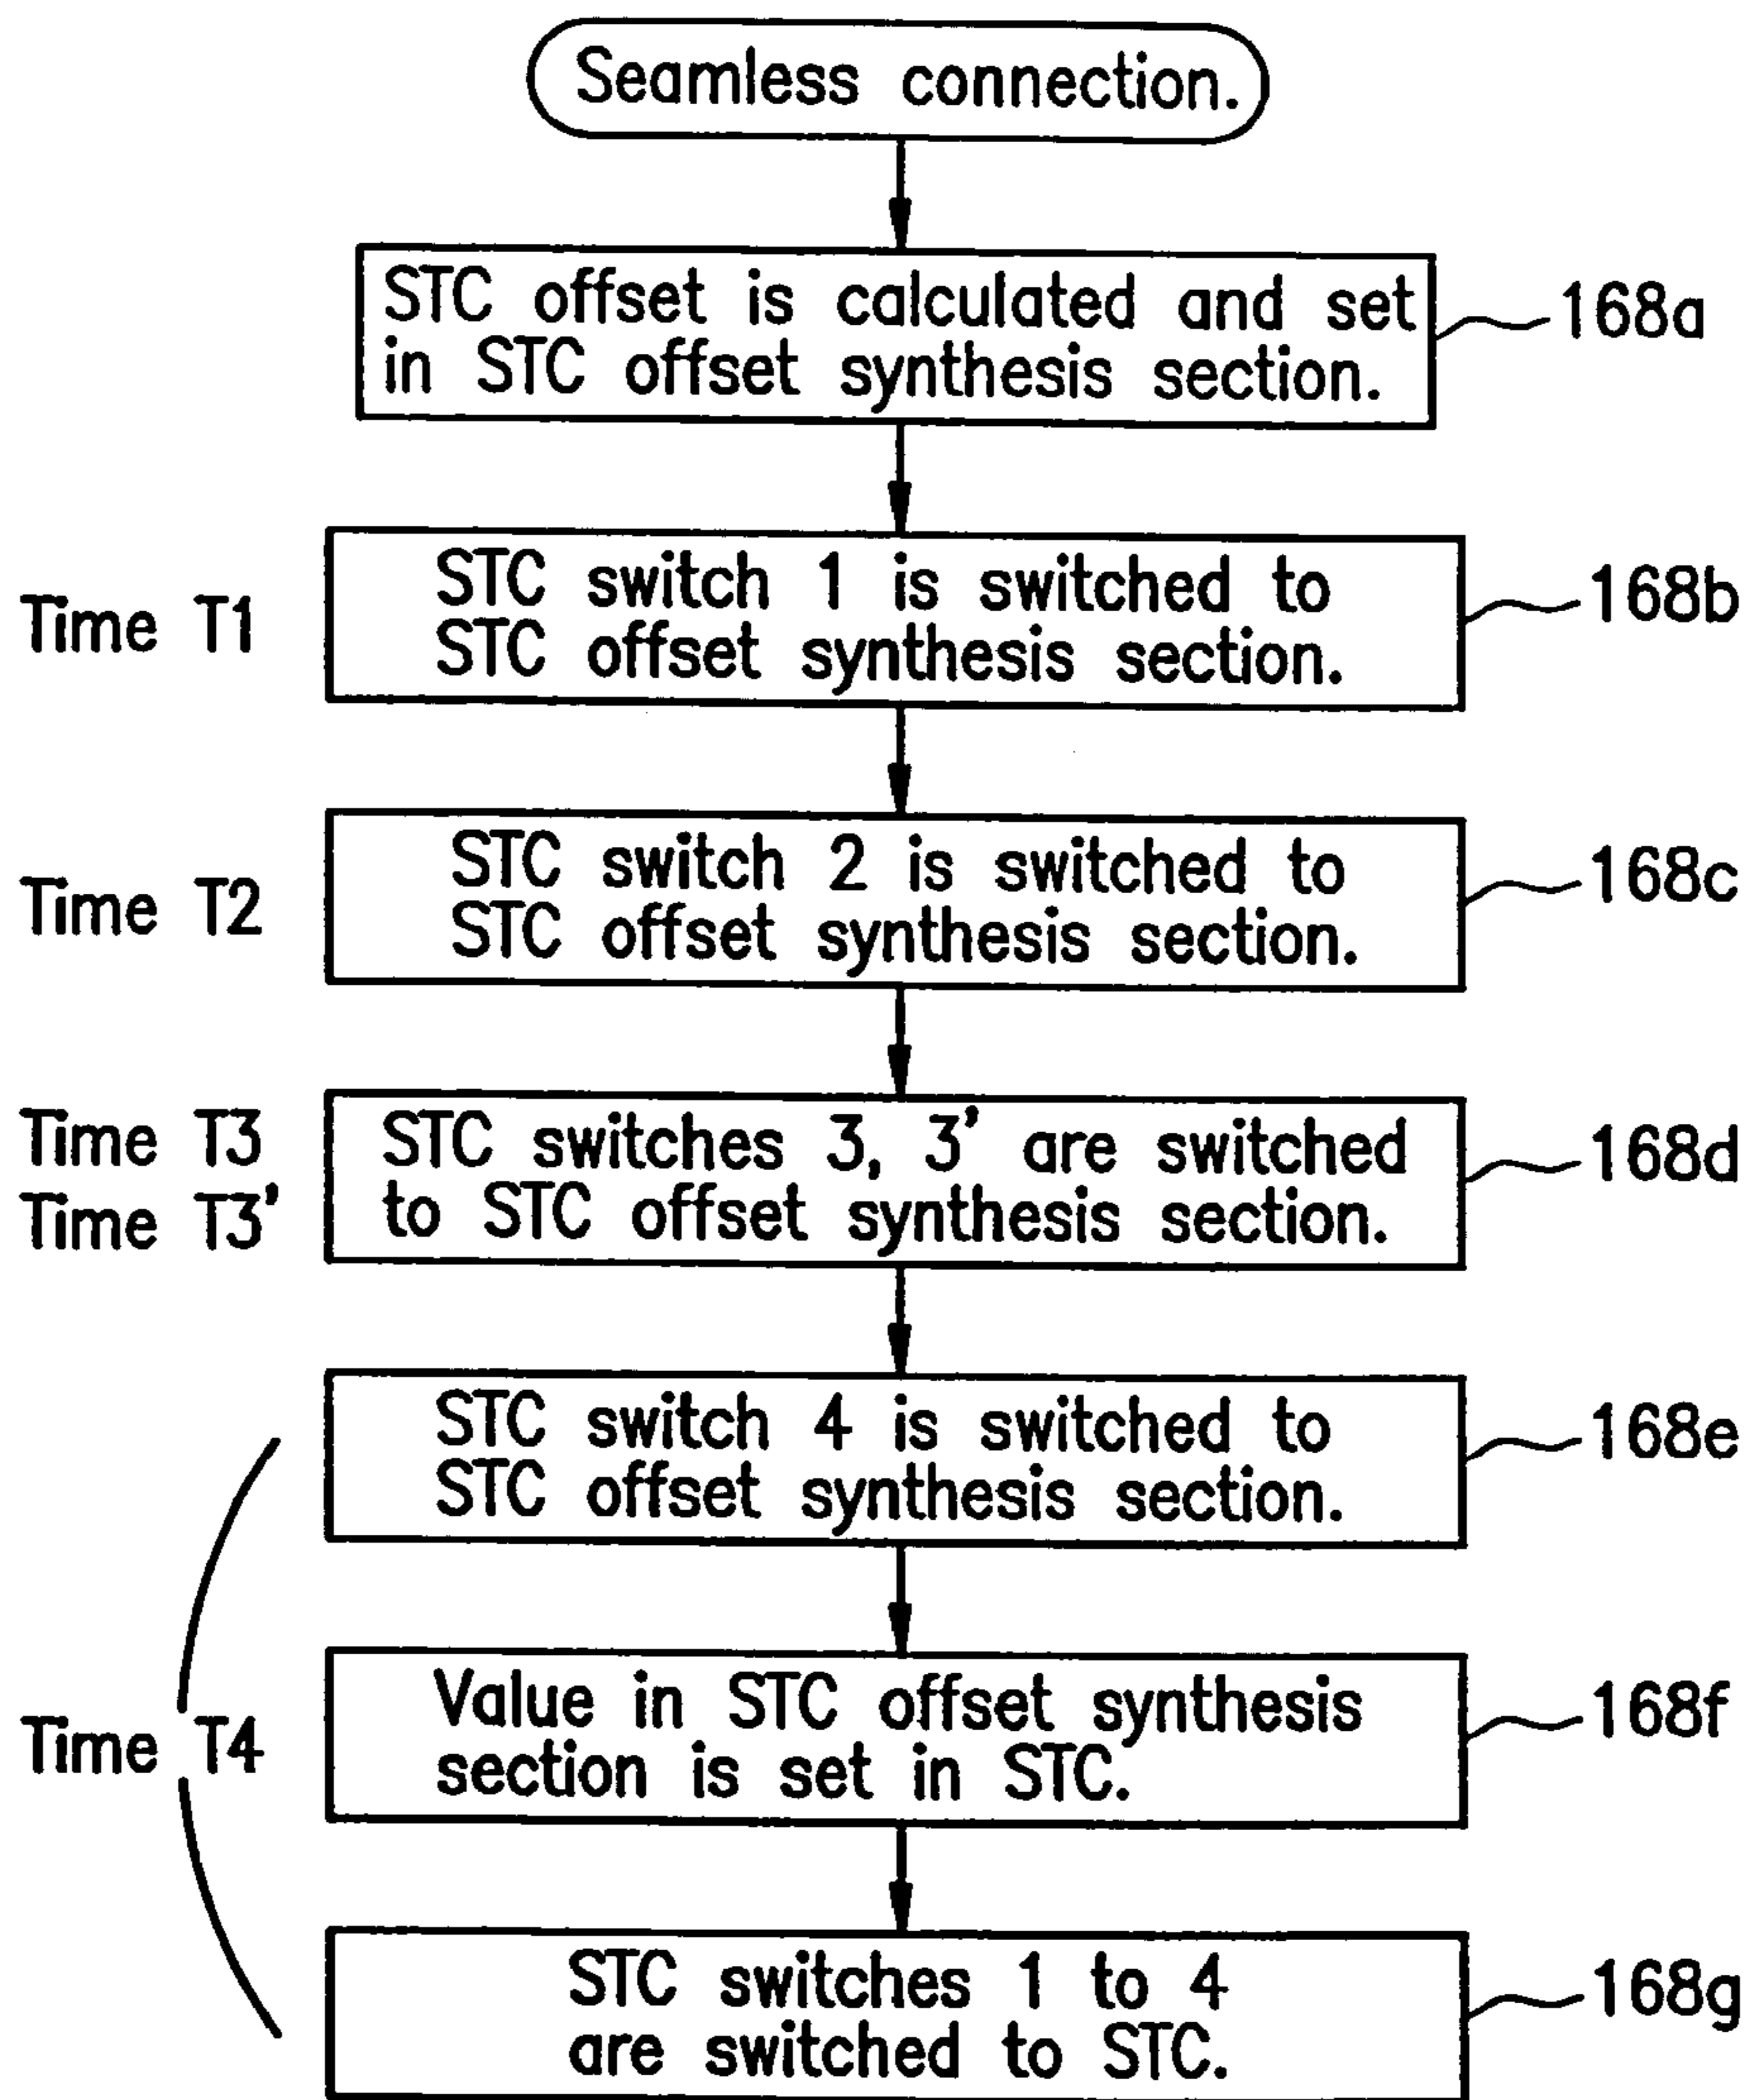 Seamless connection.
STC offset is calculated and set
in STC offset synthesis section.
168a
Time T1
STC switch 1 is switched to
STC offset synthesis section.
168b
Time T2
STC switch 2 is switched to
STC offset synthesis section.
168c
Time T3
Time T3'
STC switches 3, 3' are switched
to STC offset synthesis section.
168d
STC switch 4 is switched to
STC offset synthesis section.
168e
Time T4
Value in STC offset synthesis
section is set in STC.
168f
STC switches 1 to 4
are switched to STC.
168g